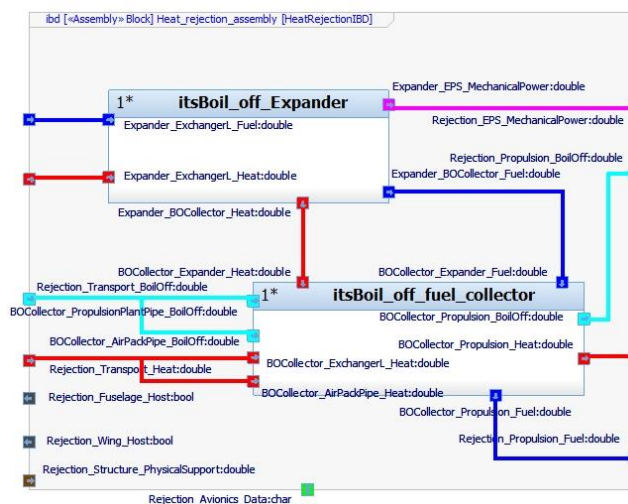 ibd [«Assembly» Block] Heat_rejection_assembly [HeatRejectionIBD]
Expander_EPS_MechanicalPower:double
1* itsBoil_off_Expander
Expander_ExchangerL_Fuel:double
Rejection_EPS_MechanicalPower:double
Rejection_Propulsion_BoilOff:double
Expander_ExchangerL_Heat:double
Expander_BOCollector_Fuel:double
Expander_BOCollector_Heat:double
BOCollector_Expander_Heat:double
BOCollector_Expander_Fuel:double
Rejection_Transport_BoilOff:double
1* itsBoil_off_fuel_collector
BOCollector_PropulsionPlantPipe_BoilOff:double
BOCollector_Propulsion_BoilOff:double
BOCollector_AirPackPipe_BoilOff:double
BOCollector_Propulsion_Heat:double
BOCollector_ExchangerL_Heat:double
Rejection_Transport_Heat:double
BOCollector_AirPackPipe_Heat:double
Rejection_Fuselage_Host:bool
BOCollector_Propulsion_Fuel:double
Rejection_Wing_Host:bool
Rejection_Propulsion_Fuel:double
Rejection_Structure_PhysicalSupport:double
Rejection_Avionics_Data:char